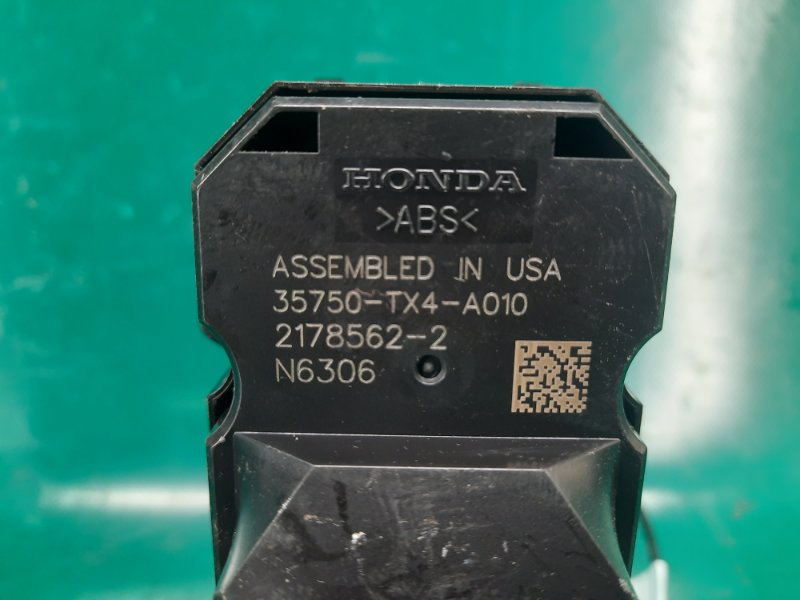 HONDA
>ABS<
ASSEMBLED IN USA
35750-TX4-A010
2178562-2
N6306